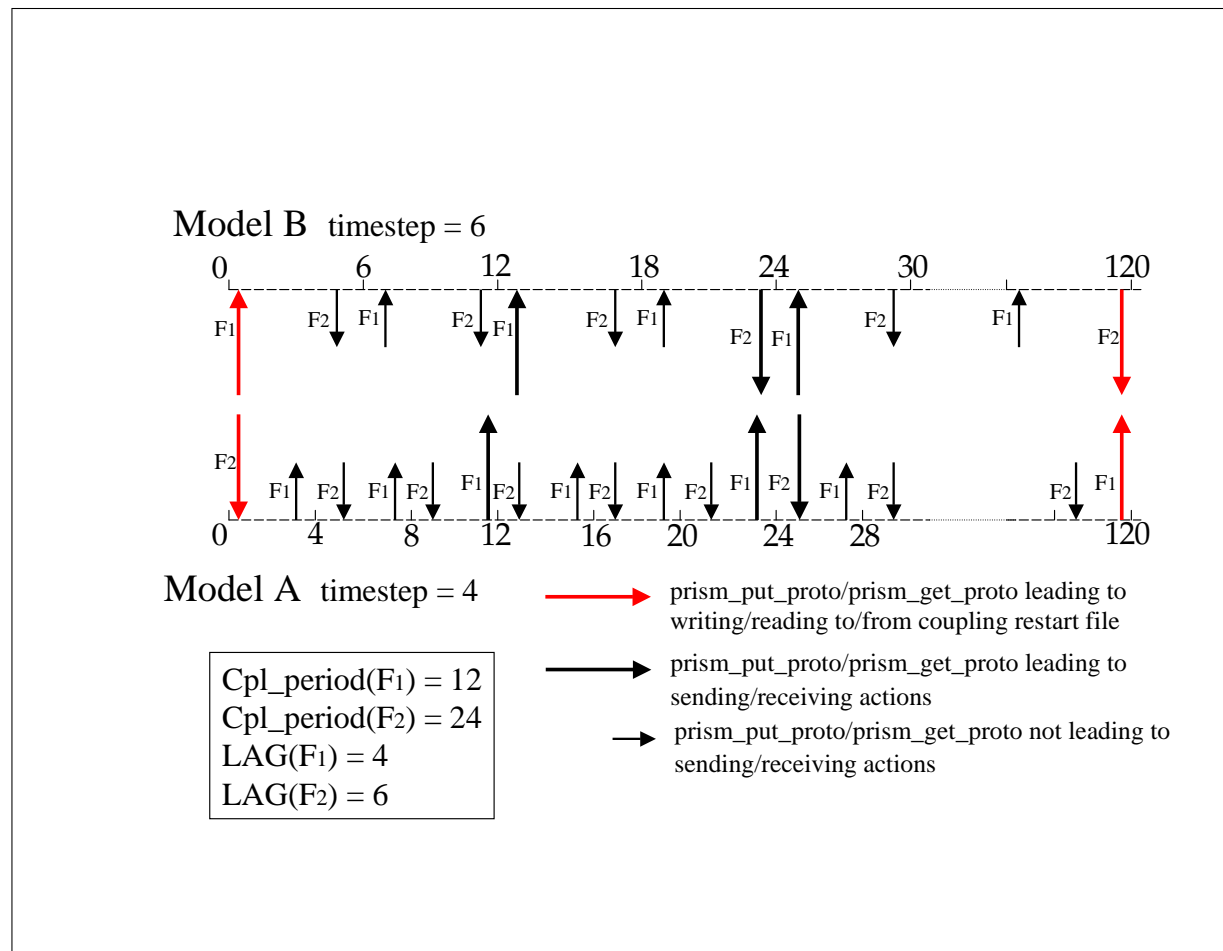 Model B timestep = 6
0 6 12 18 24 30 120
F1 F2 F1 F2 F1 F2 F1 F2 F1 F2 F1 F2
F2 F1 F2 F1 F2 F1 F2 F1 F2 F1 F2 F1 F2 F1 F2 F2 F1
0 4 8 12 16 20 24 28 120
Model A timestep = 4
prism_put_proto/prism_get_proto leading to
writing/reading to/from coupling restart file
prism_put_proto/prism_get_proto leading to
sending/receiving actions
prism_put_proto/prism_get_proto not leading to
sending/receiving actions
Cpl_period(F1) = 12
Cpl_period(F2) = 24
LAG(F1) = 4
LAG(F2) = 6